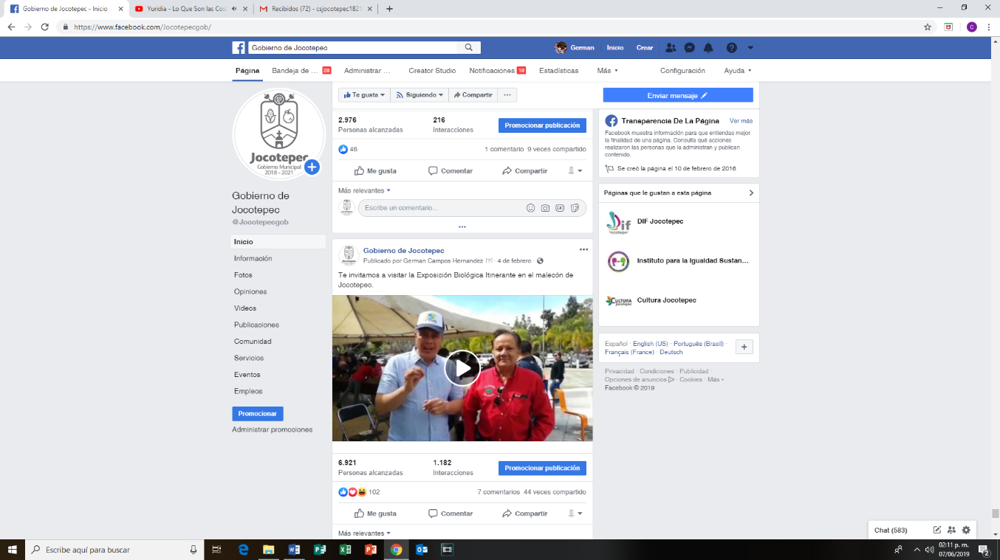 Gobierno de Jocotepec - Inicio
Yuridia - Lo Que Son las Cos
Recibidos (72) - csjocotepec1821
https://www.facebook.com/Jocotepecgob/
C
Gobierno de Jocotepec
German
Inicio
Crear
Página
Bandeja de ... 28
Administrar ...
Creator Studio
Notificaciones 10
Estadísticas
Más
Configuración
Ayuda
Jocotepec
Gobierno Municipal
2018 - 2021
Gobierno de
Jocotepec
@Jocotepecgob
Inicio
Información
Fotos
Opiniones
Videos
Publicaciones
Comunidad
Servicios
Eventos
Empleos
Promocionar
Administrar promociones
Te gusta
Siguiendo
Compartir
Enviar mensaje
2.976
Personas alcanzadas
216
Interacciones
Promocionar publicación
46
1 comentario 9 veces compartido
Me gusta
Comentar
Compartir
Más relevantes
Escribe un comentario...
GIF
Gobierno de Jocotepec
Publicado por German Campos Hernandez [?] · 4 de febrero ·
Te invitamos a visitar la Exposición Biológica Itinerante en el malecón de
Jocotepec.
6.921
Personas alcanzadas
1.182
Interacciones
Promocionar publicación
102
7 comentarios 44 veces compartido
Me gusta
Comentar
Compartir
Más relevantes
Transparencia De La Página
Ver más
Facebook muestra información para que entiendas mejor
la finalidad de una página. Consulta qué acciones
realizaron las personas que la administran y publican
contenido.
Se creó la página el 10 de febrero de 2016
Páginas que le gustan a esta página
Dif
Jocotepec
DIF Jocotepec
Instituto para la Igualdad Sustan...
CULTURA
Jocotepec
Cultura Jocotepec
Español · English (US) · Português (Brasil) ·
Français (France) · Deutsch
Privacidad · Condiciones · Publicidad ·
Opciones de anuncios · Cookies · Más
Facebook © 2019
Chat (583)
Escribe aquí para buscar
02:11 p. m.
07/06/2019
2